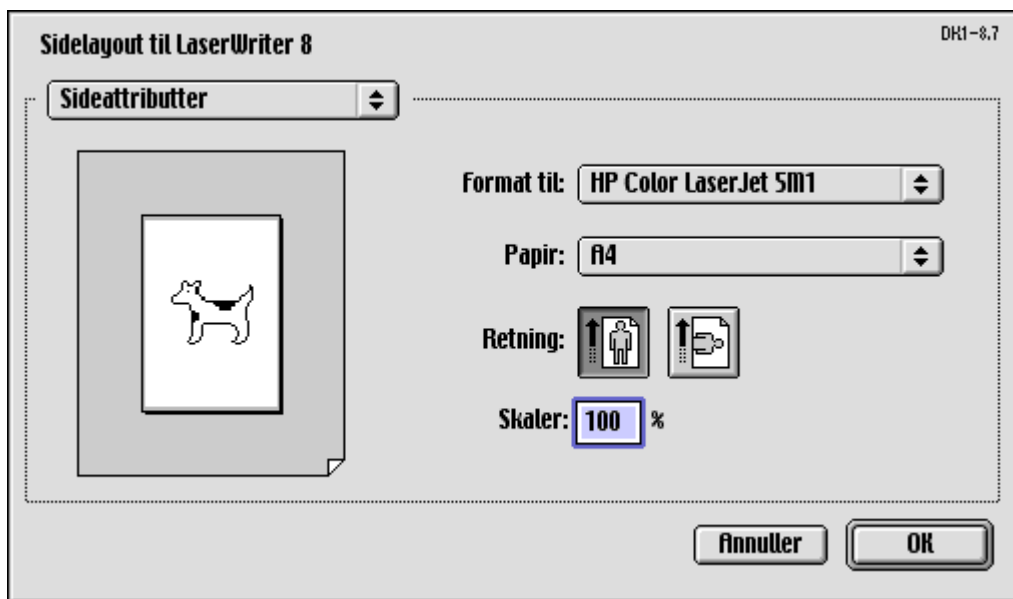 Sidelayout til LaserWriter 8
DK1-8.7
Sideattributter
Format til: HP Color LaserJet 5M1
Papir: A4
Retning:
Skaler: 100 %
Annuller OK